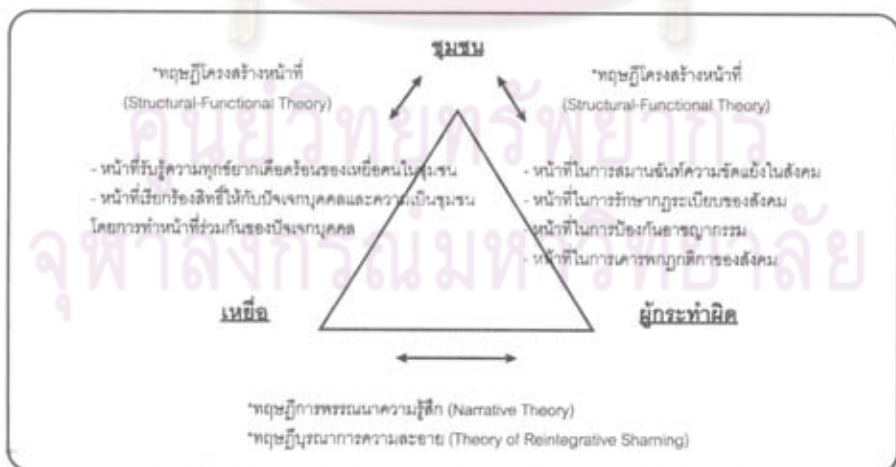 ชุมชน
*ทฤษฎีโครงสร้างหน้าที่
(Structural-Functional Theory)
*ทฤษฎีโครงสร้างหน้าที่
(Structural-Functional Theory)
- หน้าที่รับรู้ความทุกข์ยากเดือดร้อนของเหยื่อคนในชุมชน
- หน้าที่เรียกร้องสิทธิ์ให้กับปัจเจกบุคคลและความเป็นชุมชน
โดยการทำหน้าที่ร่วมกันของปัจเจกบุคคล
- หน้าที่ในการสมานฉันท์ความขัดแย้งในสังคม
- หน้าที่ในการรักษากฎระเบียบของสังคม
- หน้าที่ในการป้องกันอาชญากรรม
- หน้าที่ในการเคารพกฎกติกาของสังคม
ศูนย์วิทยทรัพยากร
จุฬาลงกรณ์มหาวิทยาลัย
เหยื่อ
ผู้กระทำผิด
*ทฤษฎีการพรรณนาความรู้สึก (Narrative Theory)
*ทฤษฎีบูรณาการความละอาย (Theory of Reintegrative Sharning)